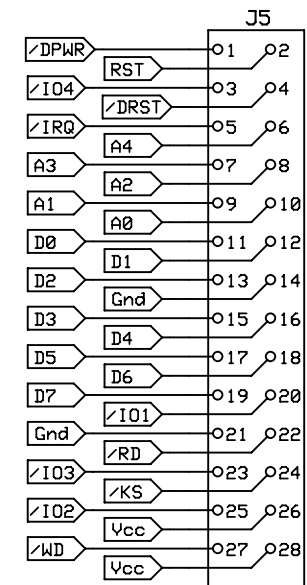 J5
/DPWR 1 2
RST
/IO4 3 4
/DRST
/IRQ 5 6
A4
A3 7 8
A2
A1 9 10
A0
D0 11 12
D1
D2 13 14
Gnd
D3 15 16
D4
D5 17 18
D6
D7 19 20
/IO1
Gnd 21 22
/RD
/IO3 23 24
/KS
/IO2 25 26
Vcc
/WD 27 28
Vcc